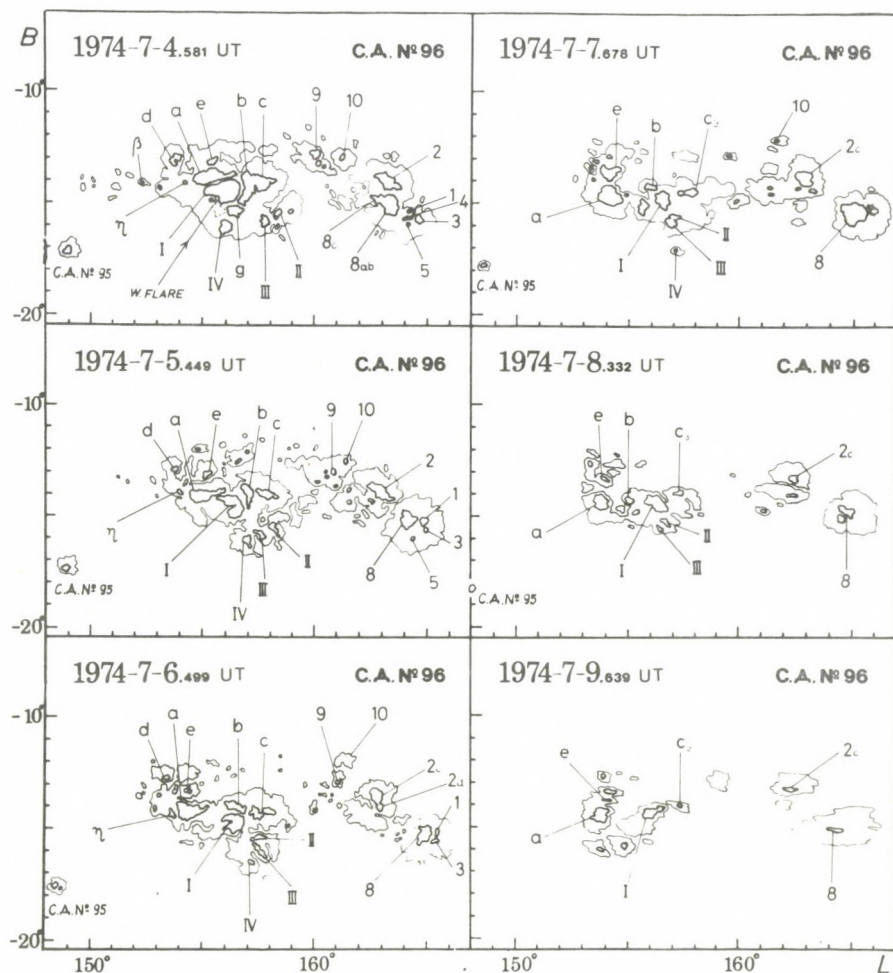 B
1974-7-4.581 UT C.A. Nº 96
-10°
d a e b c 9 10
β 2
η 1 4
3
I IV g III II 8c 8ab 5
C.A. Nº 95
W. FLARE
-20°
1974-7-7.678 UT C.A. Nº 96
e b 10
2c
a
I II
III
IV
8
C.A. Nº 95
1974-7-5.449 UT C.A. Nº 96
-10°
a e b c 9 10
d 2
η 1
I II 8 3
IV III 5
C.A. Nº 95
-20°
1974-7-8.332 UT C.A. Nº 96
e b
2c
a
I II
III
8
C.A. Nº 95
1974-7-6.499 UT C.A. Nº 96
-10°
d a e b c 9 10
1
η
I II 8 3
III
IV
C.A. Nº 95
-20°
1974-7-9.639 UT C.A. Nº 96
e 2c
a
I 8
150° 160° 150° 160° L